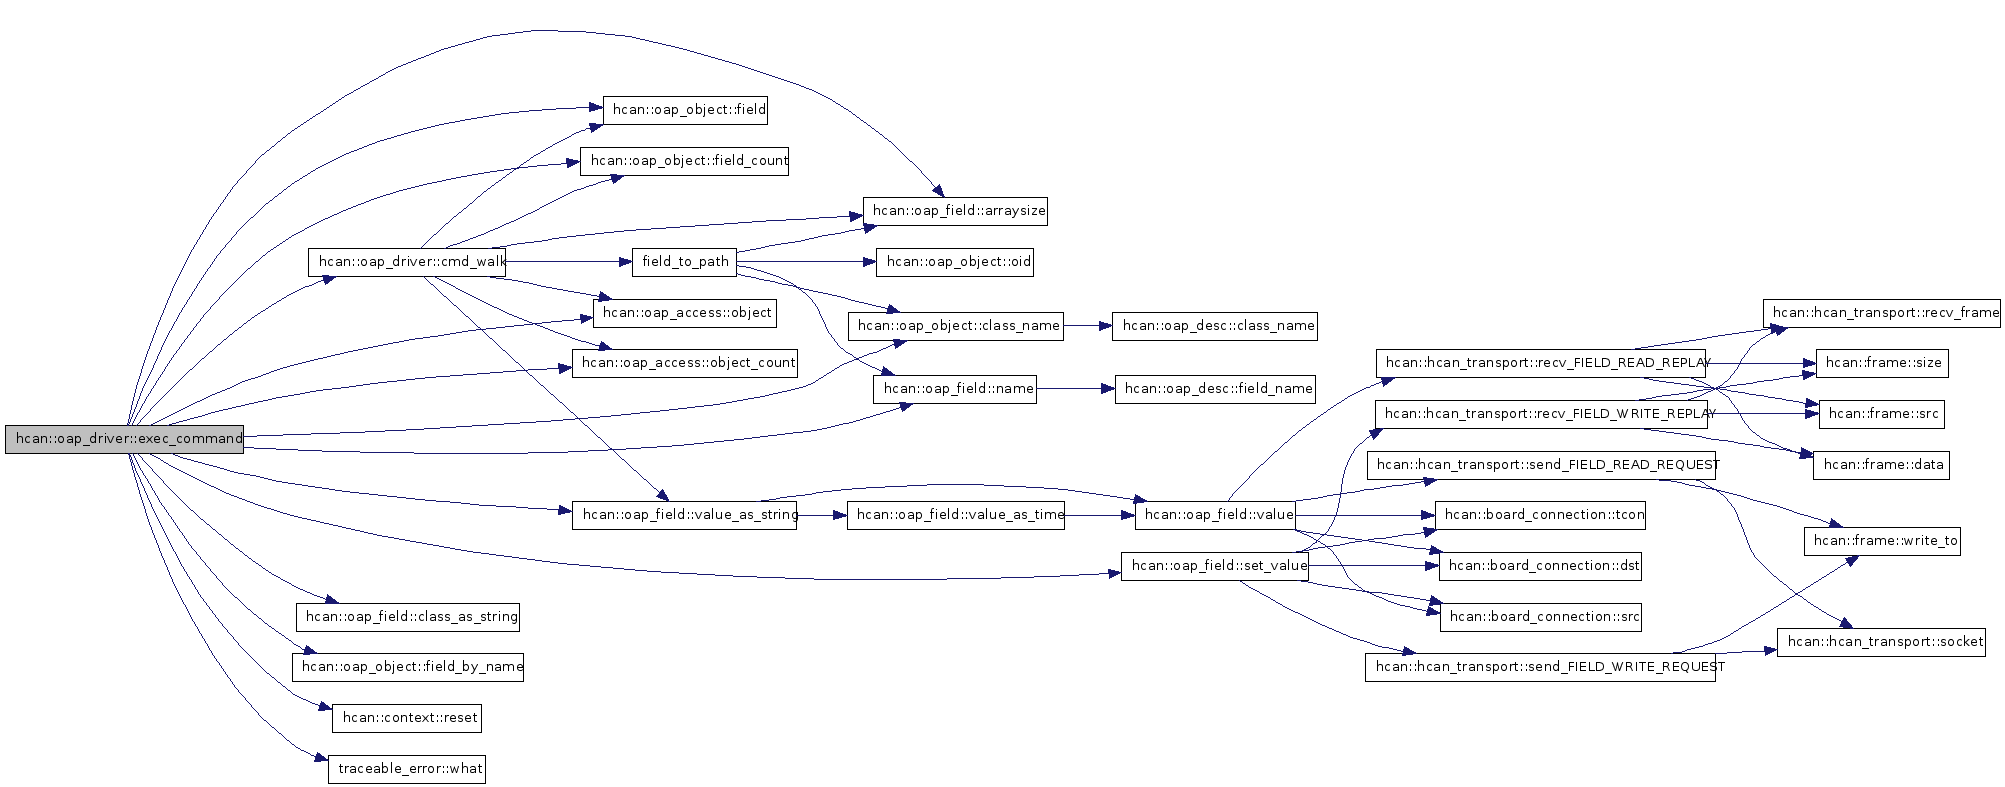 hcan::oap_driver::exec_command
hcan::oap_object::field
hcan::oap_object::field_count
hcan::oap_driver::cmd_walk
hcan::oap_access::object
hcan::oap_access::object_count
hcan::oap_field::value_as_string
hcan::oap_field::class_as_string
hcan::oap_object::field_by_name
hcan::context::reset
traceable_error::what
field_to_path
hcan::oap_field::arraysize
hcan::oap_object::oid
hcan::oap_object::class_name
hcan::oap_field::name
hcan::oap_field::value_as_time
hcan::oap_desc::class_name
hcan::oap_desc::field_name
hcan::oap_field::value
hcan::oap_field::set_value
hcan::hcan_transport::recv_FIELD_READ_REPLAY
hcan::hcan_transport::recv_FIELD_WRITE_REPLAY
hcan::hcan_transport::send_FIELD_READ_REQUEST
hcan::board_connection::tcon
hcan::board_connection::dst
hcan::board_connection::src
hcan::hcan_transport::send_FIELD_WRITE_REQUEST
hcan::hcan_transport::recv_frame
hcan::frame::size
hcan::frame::src
hcan::frame::data
hcan::frame::write_to
hcan::hcan_transport::socket